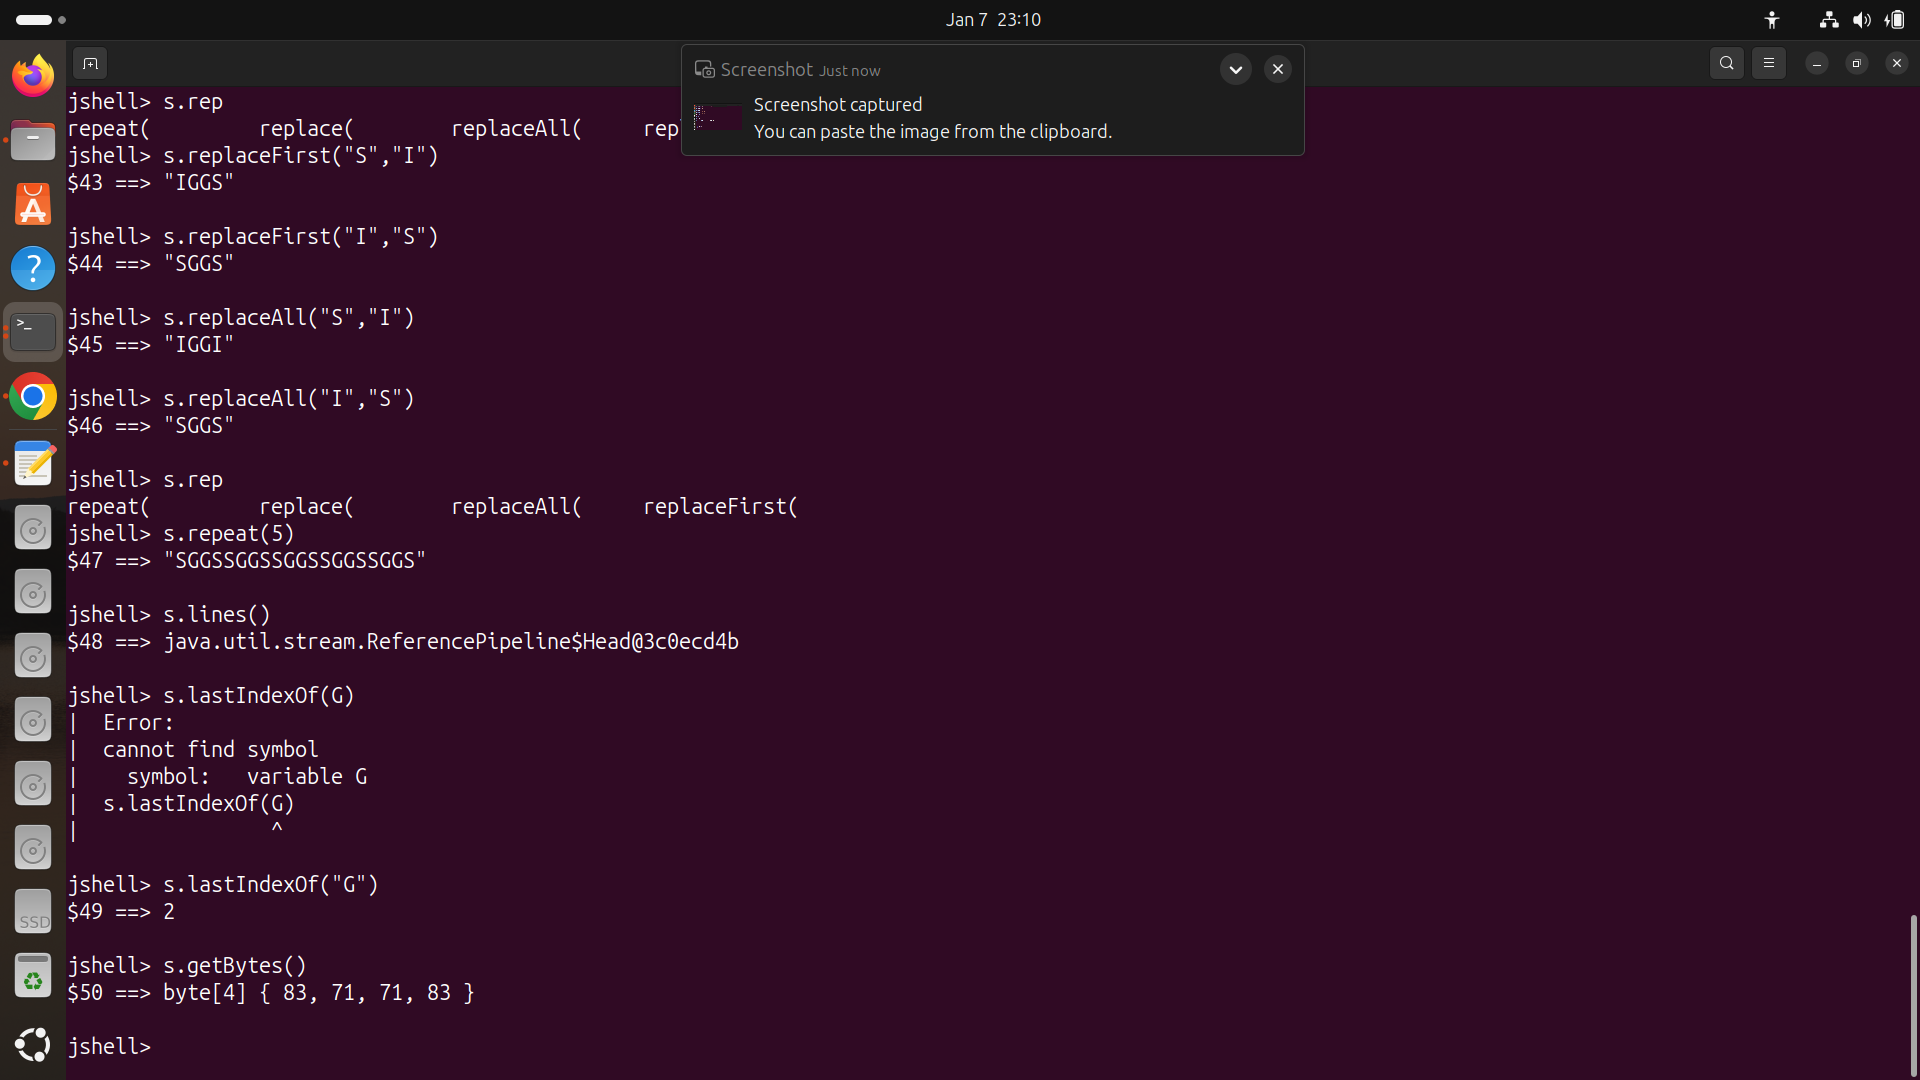 Jan 7 23:10
Screenshot Just now
Screenshot captured
You can paste the image from the clipboard.
jshell> s.rep
repeat( replace( replaceAll( rep
jshell> s.replaceFirst("S","I")
$43 ==> "IGGS"
jshell> s.replaceFirst("I","S")
$44 ==> "SGGS"
jshell> s.replaceAll("S","I")
$45 ==> "IGGI"
jshell> s.replaceAll("I","S")
$46 ==> "SGGS"
jshell> s.rep
repeat( replace( replaceAll( replaceFirst(
jshell> s.repeat(5)
$47 ==> "SGGSSGGSSGGSSGGSSGGS"
jshell> s.lines()
$48 ==> java.util.stream.ReferencePipeline$Head@3c0ecd4b
jshell> s.lastIndexOf(G)
| Error:
| cannot find symbol
| symbol: variable G
| s.lastIndexOf(G)
| ^
jshell> s.lastIndexOf("G")
$49 ==> 2
jshell> s.getBytes()
$50 ==> byte[4] { 83, 71, 71, 83 }
jshell>
SSD